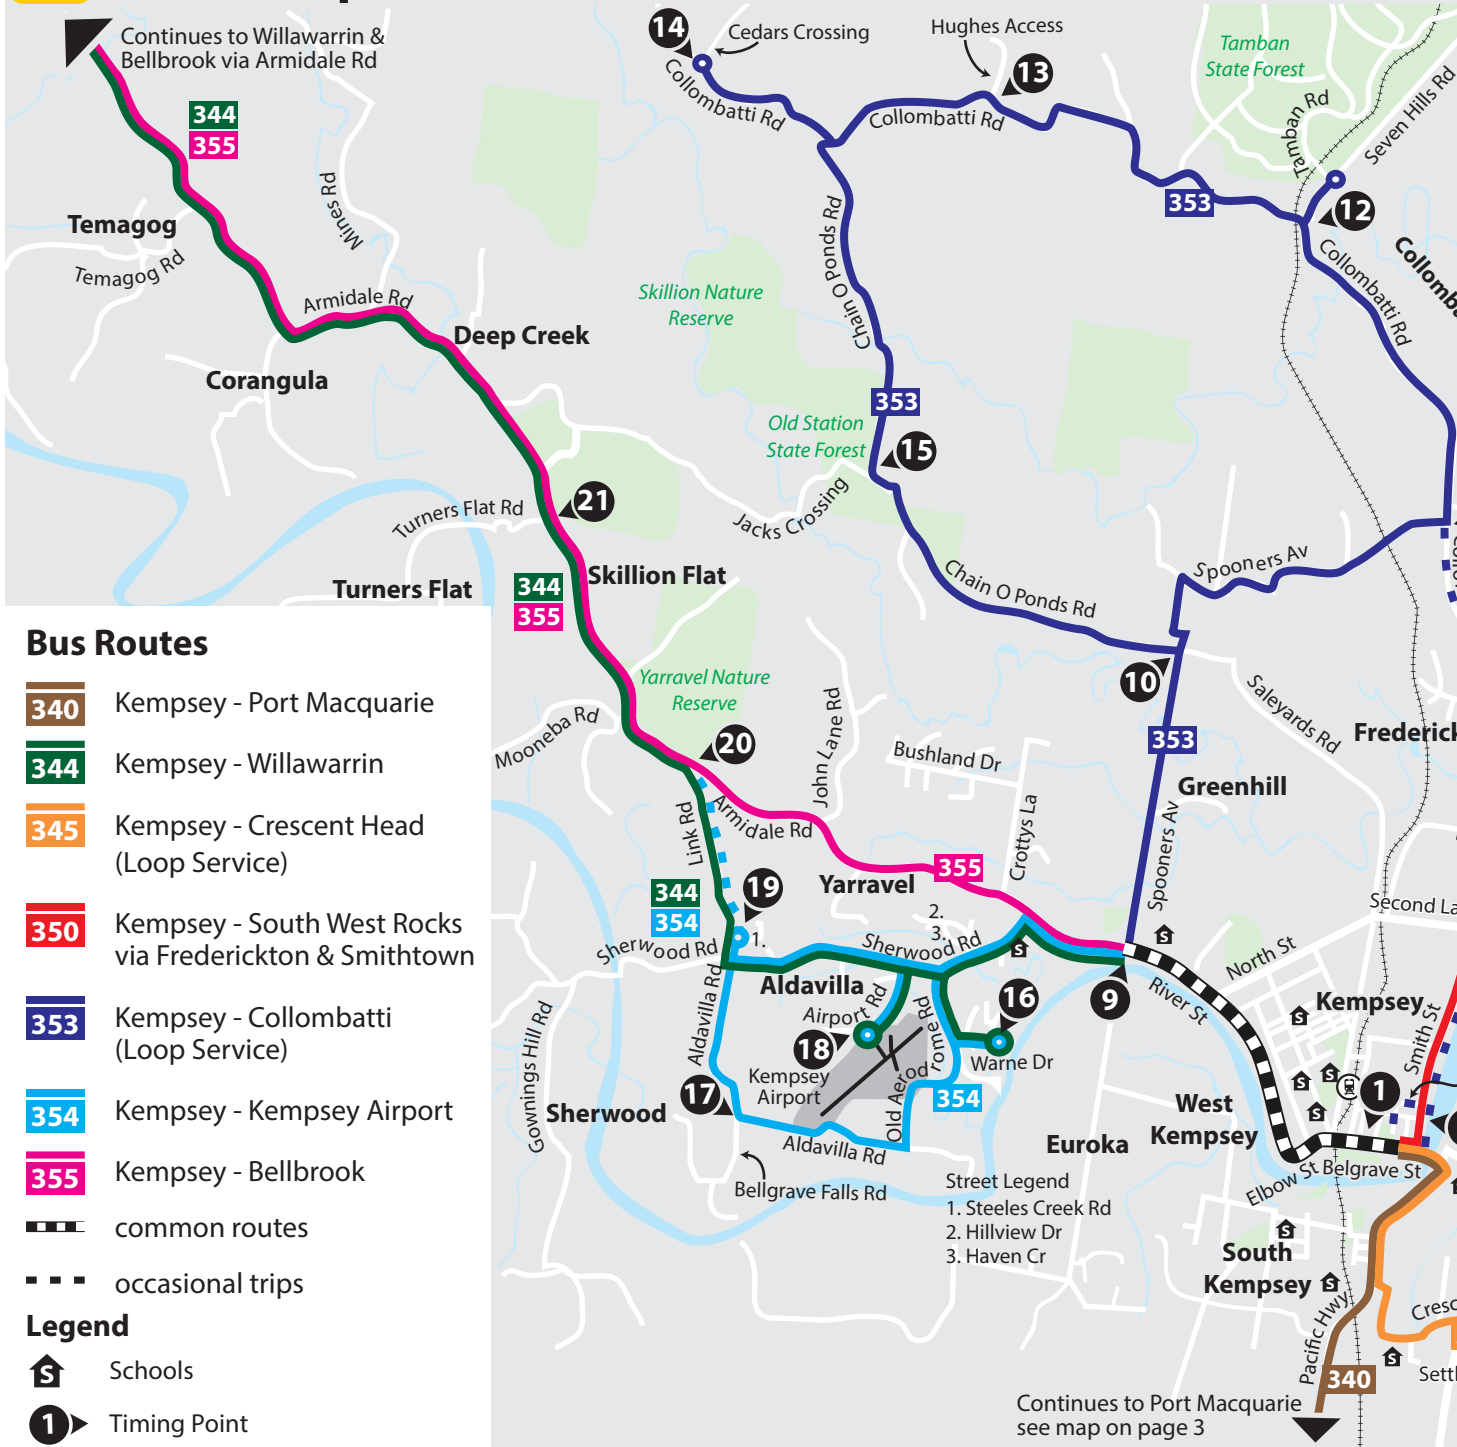 Continues to Willawarrin &
Bellbrook via Armidale Rd
14
Cedars Crossing
Hughes Access
13
Tamban
State Forest
Collombatti Rd
Collombatti Rd
Tamban Rd
Seven Hills Rd
344
355
Mines Rd
353
12
Temagog
Temagog Rd
Chain O Ponds Rd
Collombatti Rd
Skillion Nature
Reserve
Armidale Rd
Deep Creek
Corangula
353
Old Station
State Forest
15
21
Turners Flat Rd
Jacks Crossing
Spooners Av
Turners Flat
Skillion Flat
344
355
Chain O Ponds Rd
10
Yarravel Nature
Reserve
Saleyards Rd
Mooneba Rd
20
John Lane Rd
Bushland Dr
353
Greenhill
Link Rd
Armidale Rd
Crottys La
Spooners Av
355
Yarravel
344
354
19
1.
2.
3.
Sherwood Rd
Sherwood Rd
Second La
North St
Aldavilla
Airport Rd
16
9
River St
Kempsey
Smith St
Gownings Hill Rd
Aldavilla Rd
18
Kempsey
Airport
Old Aerodrome Rd
Warne Dr
354
17
Sherwood
Aldavilla Rd
Bellgrave Falls Rd
West
Kempsey
1
Euroka
Elbow St
Belgrave St
Street Legend
1. Steeles Creek Rd
2. Hillview Dr
3. Haven Cr
South
Kempsey
Pacific Hwy
340
Continues to Port Macquarie
see map on page 3
Bus Routes
340 Kempsey - Port Macquarie
344 Kempsey - Willawarrin
345 Kempsey - Crescent Head
(Loop Service)
350 Kempsey - South West Rocks
via Frederickton & Smithtown
353 Kempsey - Collombatti
(Loop Service)
354 Kempsey - Kempsey Airport
355 Kempsey - Bellbrook
common routes
occasional trips
Legend
S Schools
1 Timing Point